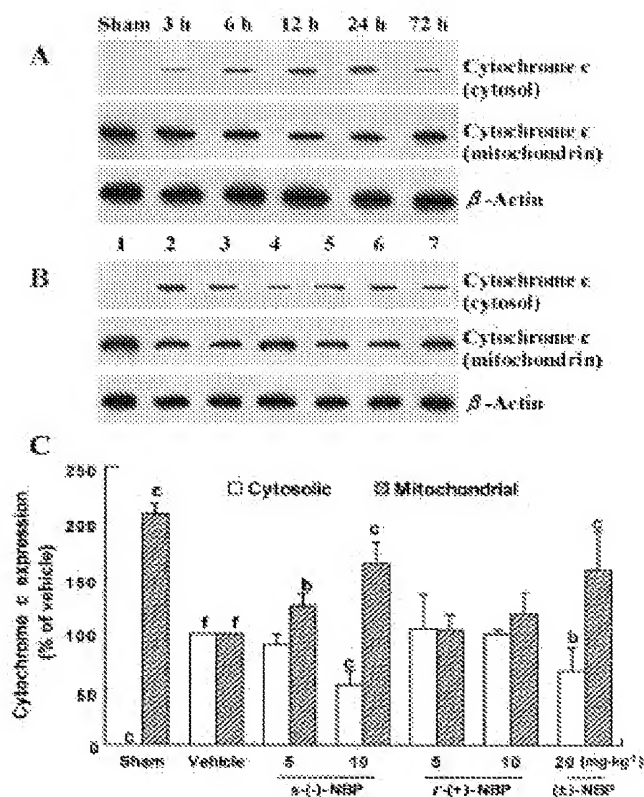 Sham 3 h 6 h 12 h 24 h 72 h
A
Cytochrome c
(cytosol)
Cytochrome c
(mitochondrin)
β-Actin
1 2 3 4 5 6 7
B
Cytochrome c
(cytosol)
Cytochrome c
(mitochondrin)
β-Actin
C
Cytosolic Mitochondrial
Cytochrome c expression
(% of vehicle)
250
200
150
100
50
0
c c f f b c c b c
Sham Vehicle 5 10 5 10 20 (mg·kg⁻¹)
s-(-)-NBP r-(+)-NBP (±)-NBP